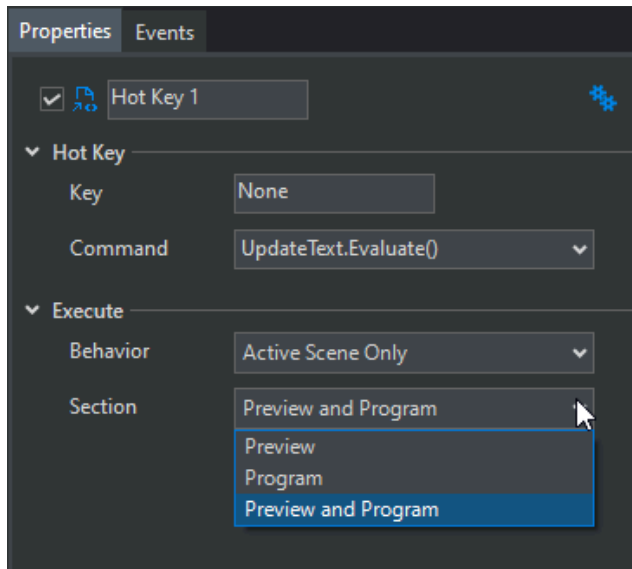 Properties Events
Hot Key 1
Hot Key
Key None
Command UpdateText.Evaluate()
Execute
Behavior Active Scene Only
Section Preview and Program
Preview
Program
Preview and Program